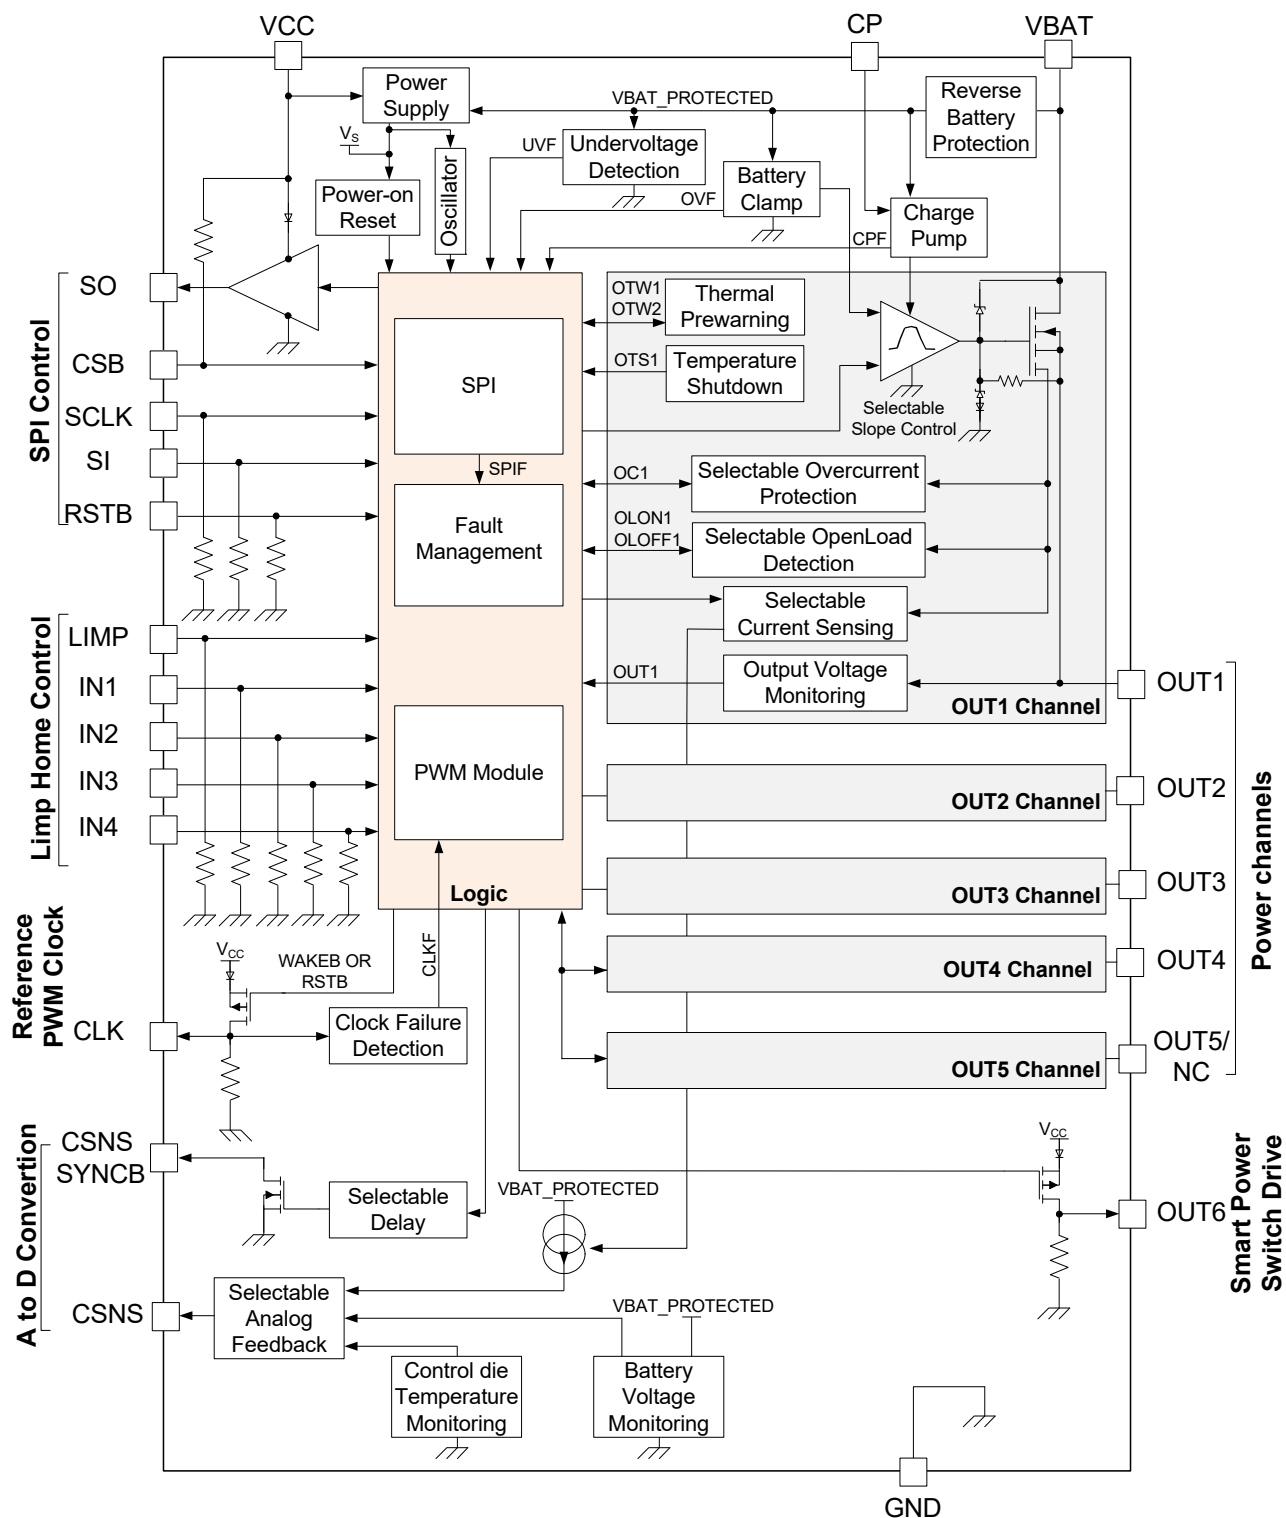 VCC
CP
VBAT
Power
Supply
VBAT_PROTECTED
Reverse
Battery
Protection
VS
UVF
Undervoltage
Detection
Oscillator
Power-on
Reset
OVF
Battery
Clamp
Charge
Pump
CPF
SPI Control
SO
CSB
SCLK
SI
RSTB
OTW1
OTW2
Thermal
Prewarning
OTS1
Temperature
Shutdown
Selectable
Slope Control
SPI
SPIF
Fault
Management
OC1
Selectable Overcurrent
Protection
OLON1
OLOFF1
Selectable OpenLoad
Detection
Selectable
Current Sensing
OUT1
Output Voltage
Monitoring
OUT1 Channel
OUT1
Limp Home Control
LIMP
IN1
IN2
IN3
IN4
PWM Module
Logic
OUT2 Channel
OUT2
OUT3 Channel
OUT3
OUT4 Channel
OUT4
OUT5 Channel
OUT5/
NC
Power channels
Reference
PWM Clock
CLK
VCC
WAKEB OR
RSTB
CLKF
Clock Failure
Detection
A to D Convertion
CSNS
SYNCB
Selectable
Delay
VBAT_PROTECTED
VCC
OUT6
Smart Power
Switch Drive
CSNS
Selectable
Analog
Feedback
VBAT_PROTECTED
Control die
Temperature
Monitoring
Battery
Voltage
Monitoring
GND